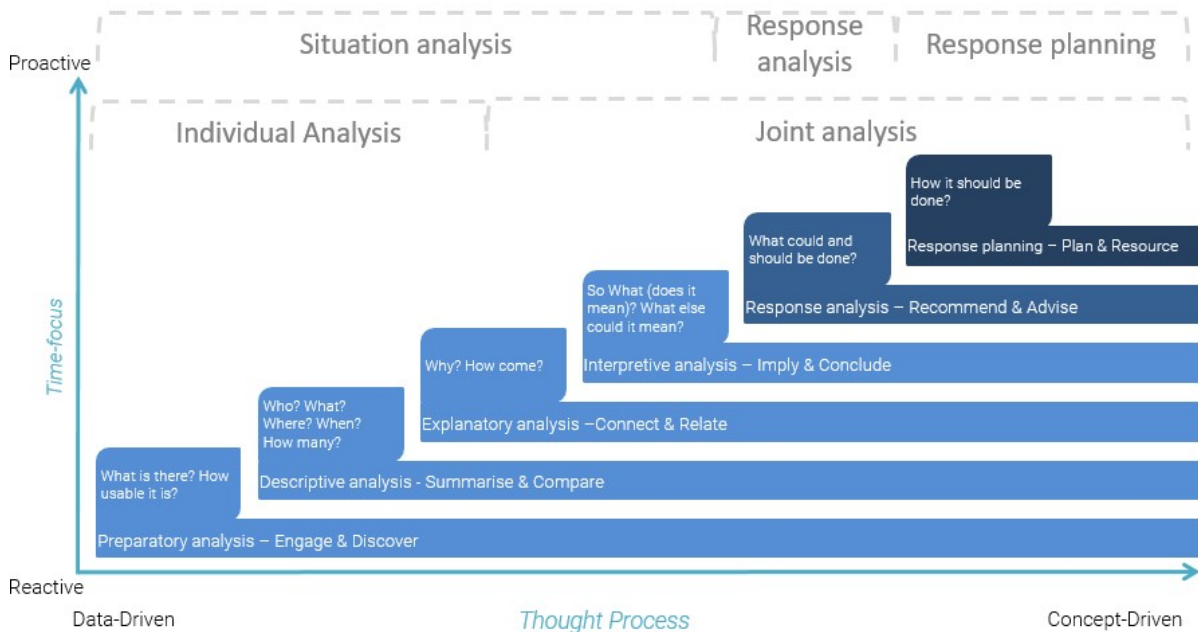 Situation analysis
Response
analysis
Response planning
Proactive
Individual Analysis
Joint analysis
How it should be
done?
Response planning – Plan & Resource
What could and
should be done?
Response analysis – Recommend & Advise
So What (does it
mean)? What else
could it mean?
Interpretive analysis – Imply & Conclude
Why? How come?
Explanatory analysis –Connect & Relate
Who? What?
Where? When?
How many?
Descriptive analysis - Summarise & Compare
What is there? How
usable it is?
Preparatory analysis – Engage & Discover
Time-focus
Reactive
Data-Driven
Thought Process
Concept-Driven